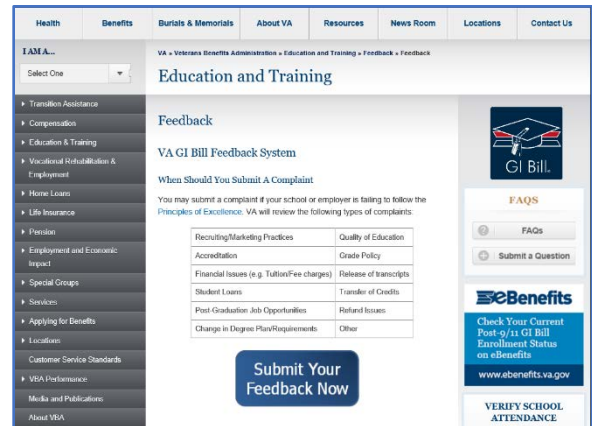 Health Benefits Burials & Memorials About VA Resources News Room Locations Contact Us
I AM A...
Select One
Transition Assistance
Compensation
Education & Training
Vocational Rehabilitation &
Employment
Home Loans
Life Insurance
Pension
Employment and Economic
Impact
Special Groups
Services
Applying for Benefits
Locations
Customer Service Standards
VBA Performance
Media and Publications
About VBA
VA » Veterans Benefits Administration » Education and Training » Feedback » Feedback
Education and Training
Feedback
VA GI Bill Feedback System
When Should You Submit A Complaint
You may submit a complaint if your school or employer is failing to follow the
Principles of Excellence. VA will review the following types of complaints:
Recruiting/Marketing Practices Quality of Education
Accreditation Grade Policy
Financial Issues (e.g. Tuition/Fee charges) Release of transcripts
Student Loans Transfer of Credits
Post-Graduation Job Opportunities Refund Issues
Change in Degree Plan/Requirements Other
Submit Your
Feedback Now
GI Bill.
FAQS
FAQs
Submit a Question
eBenefits
Check Your Current
Post-9/11 GI Bill
Enrollment Status
on eBenefits
www.ebenefits.va.gov
VERIFY SCHOOL
ATTENDANCE